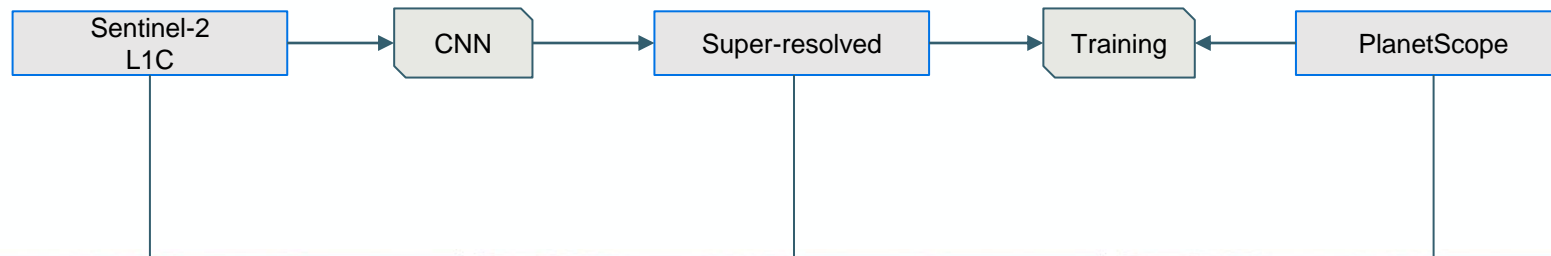 Sentinel-2
L1C
CNN
Super-resolved
Training
PlanetScope